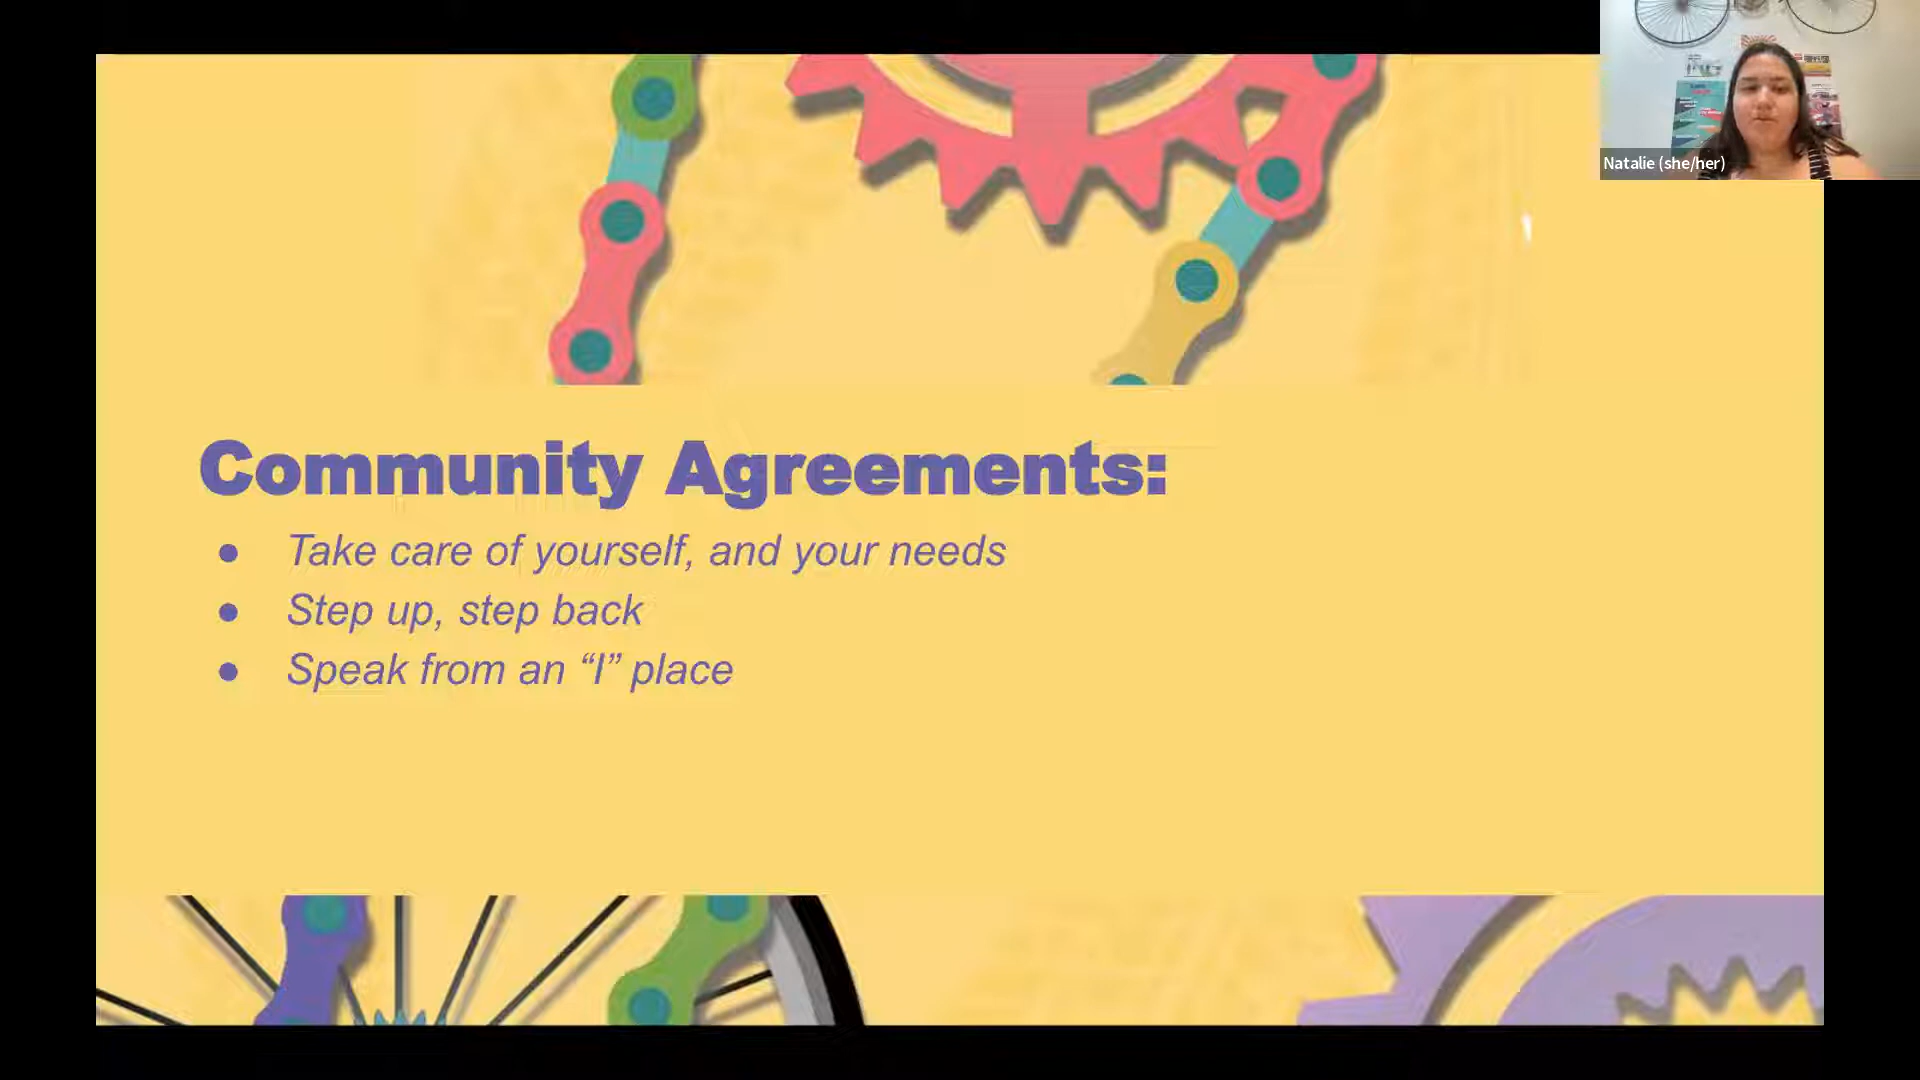 Natalie (she/her)
Community Agreements:
● Take care of yourself, and your needs
● Step up, step back
● Speak from an “I” place